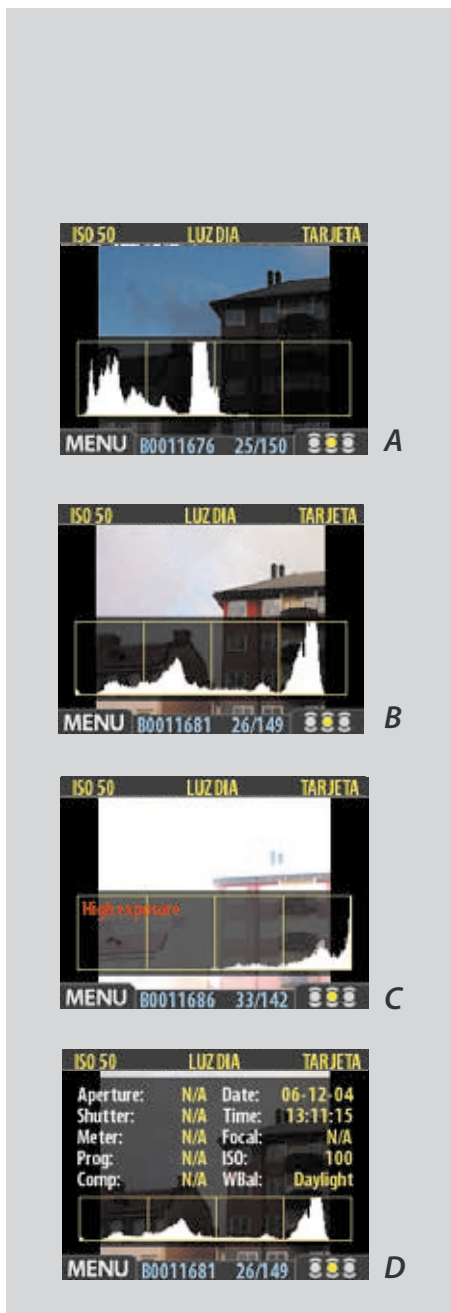 ISO 50 LUZ DIA TARJETA
MENU B0011676 25/150
A
ISO 50 LUZ DIA TARJETA
MENU B0011681 26/149
B
ISO 50 LUZ DIA TARJETA
High exposure
MENU B0011686 33/142
C
ISO 50 LUZ DIA TARJETA
Aperture: N/A Date: 06-12-04
Shutter: N/A Time: 13:11:15
Meter: N/A Focal: N/A
Prog: N/A ISO: 100
Comp: N/A WBal: Daylight
MENU B0011681 26/149
D